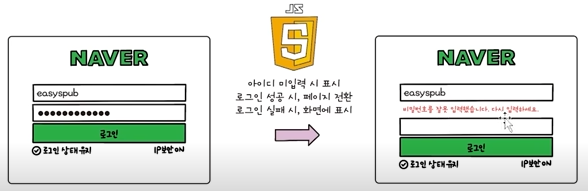 NAVER
easyspub
●●●●●●●●●●●●
로그인
로그인 상태 유지
IP보안 ON
JS
5
아이디 미입력 시 표시
로그인 성공 시, 페이지 전환
로그인 실패 시, 화면에 표시
NAVER
easyspub
비밀번호를 잘못 입력했습니다. 다시 입력하세요.
로그인
로그인 상태 유지
IP보안 ON